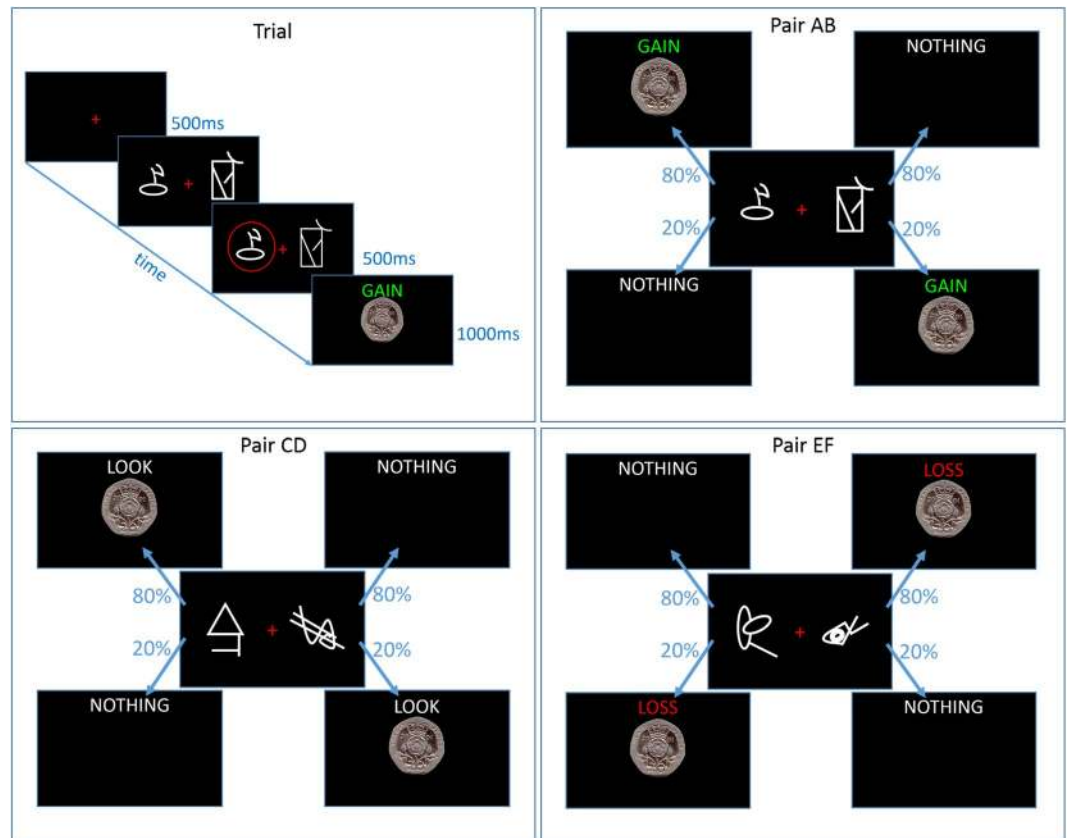 Trial
+
500ms
+
+
500ms
time
GAIN
1000ms
Pair AB
GAIN
NOTHING
80%
80%
+
20%
20%
NOTHING
GAIN
Pair CD
LOOK
NOTHING
80%
80%
+
20%
20%
NOTHING
LOOK
Pair EF
NOTHING
LOSS
80%
80%
+
20%
20%
LOSS
NOTHING